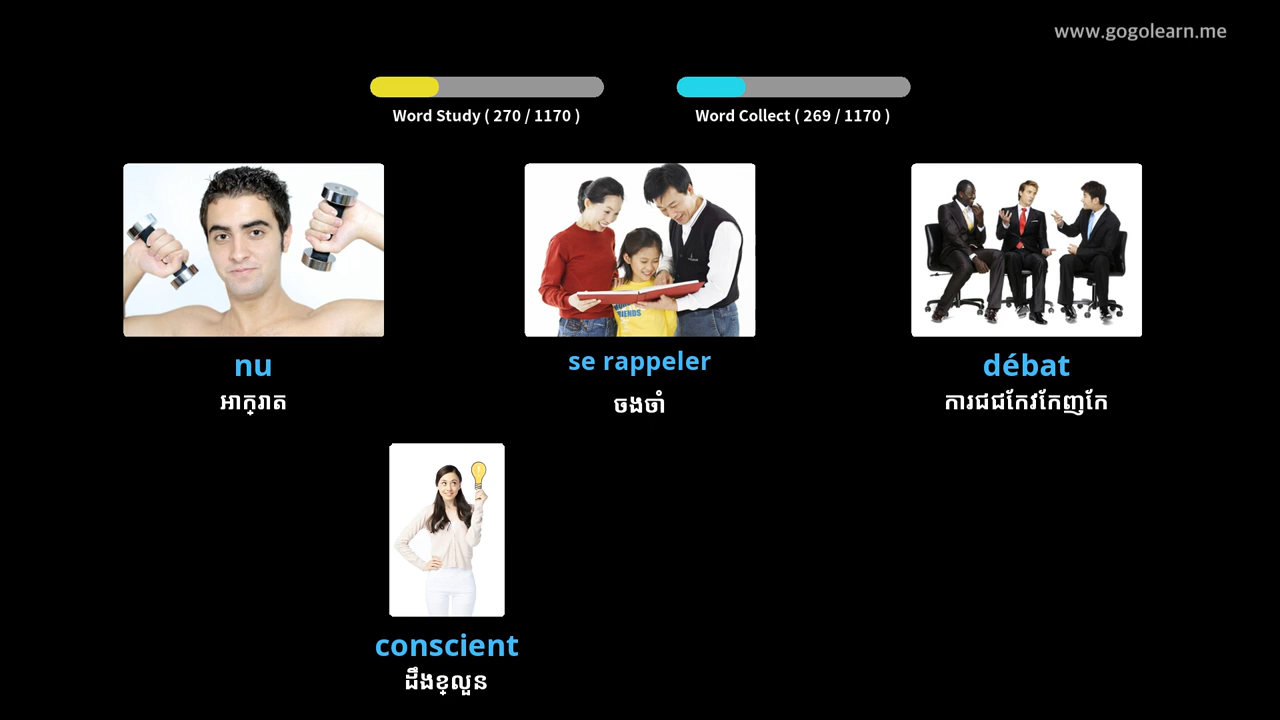 www.gogolearn.me
Word Study ( 270 / 1170 )
Word Collect ( 269 / 1170 )
nu
se rappeler
débat
អាក្រាត
ចងចាំ
ការជជកែវកែញកែ
conscient
ដឹងខ្លួន